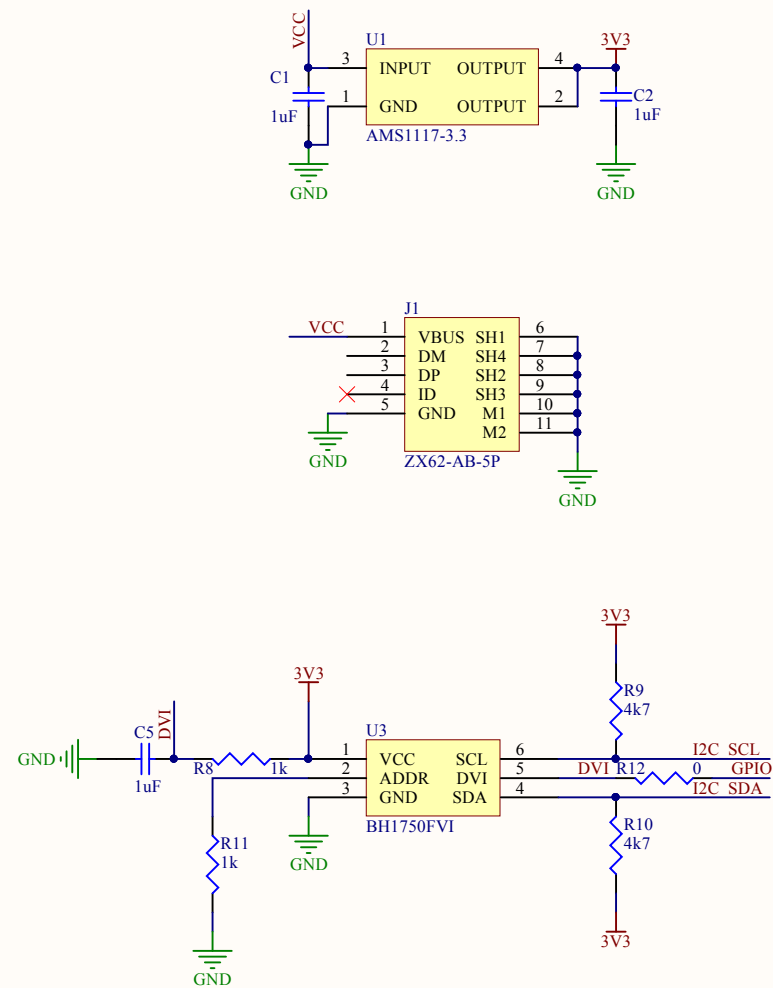 VCC
U1
3V3
3 INPUT OUTPUT 4
C1
1uF
1 GND OUTPUT 2
C2
1uF
AMS1117-3.3
GND
GND
J1
VCC 1 VBUS SH1 6
2 DM SH4 7
3 DP SH2 8
4 ID SH3 9
5 GND M1 10
M2 11
GND
ZX62-AB-5P
GND
3V3
3V3
R9
4k7
DVI
C5
1uF
GND
R8 1k
U3
1 VCC SCL 6
I2C_SCL
2 ADDR DVI 5
DVI R12 0 GPIO
3 GND SDA 4
I2C_SDA
BH1750FVI
R10
4k7
R11
1k
GND
3V3
GND